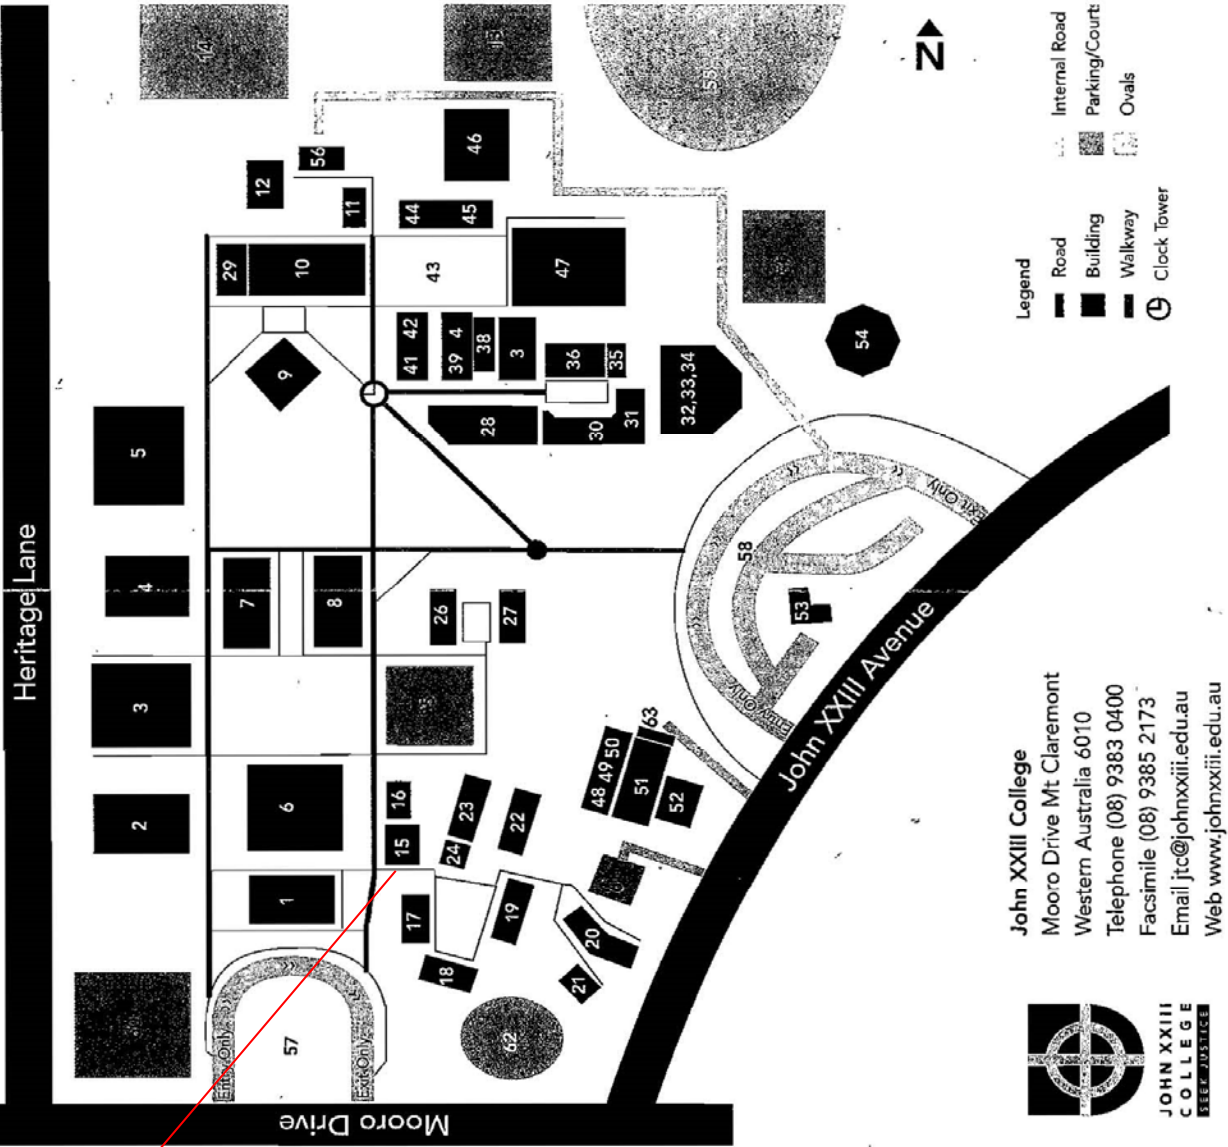 Heritage Lane
Mooro Drive
John XXIII Avenue
Entry Only
Exit Only
Entry Only
Exit Only
N
14
56
12
11
46
44
45
29
10
43
47
9
41
42
39
4
38
3
36
35
28
30
31
32,33,34
54
5
4
7
8
26
27
58
53
3
2
6
16
15
23
24
22
48 49 50
63
51
52
1
17
18
19
20
21
57
62
Legend
Road
Building
Walkway
Clock Tower
Internal Road
Parking/Courts
Ovals
John XXIII College
Mooro Drive Mt Claremont
Western Australia 6010
Telephone (08) 9383 0400
Facsimile (08) 9385 2173
Email jtc@johnxxiii.edu.au
Web www.johnxxiii.edu.au
JOHN XXIII
COLLEGE
SEEK JUSTICE